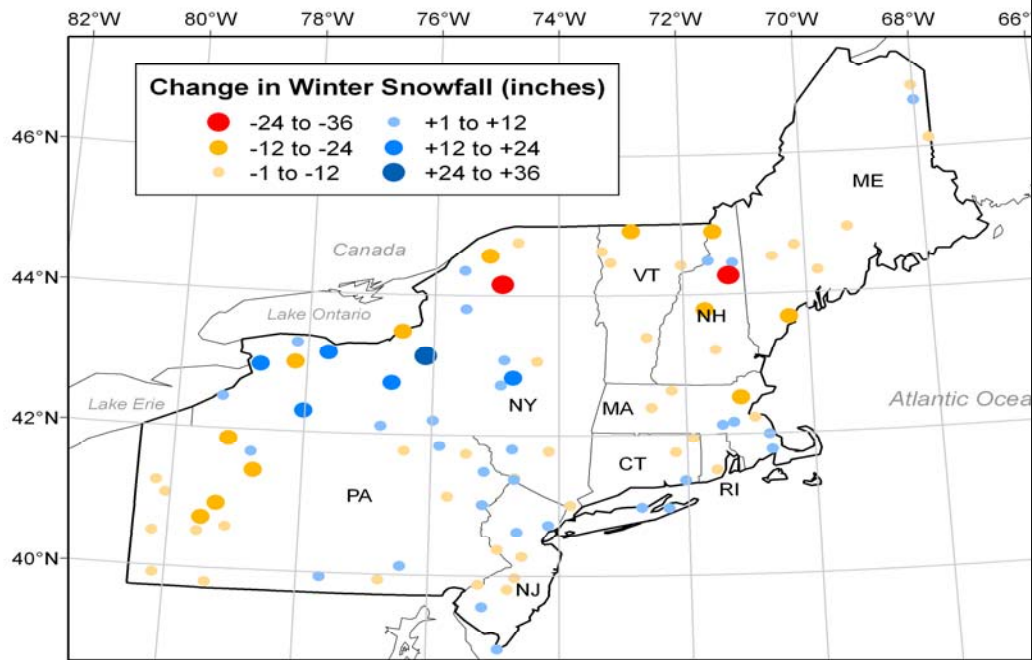 82°W 80°W 78°W 76°W 74°W 72°W 70°W 68°W 66°
Change in Winter Snowfall (inches)
-24 to -36 +1 to +12
-12 to -24 +12 to +24
-1 to -12 +24 to +36
46°N
ME
Canada
44°N
VT
Lake Ontario
NH
Lake Erie
NY
MA
Atlantic Ocea
42°N
CT
PA
RI
40°N
NJ